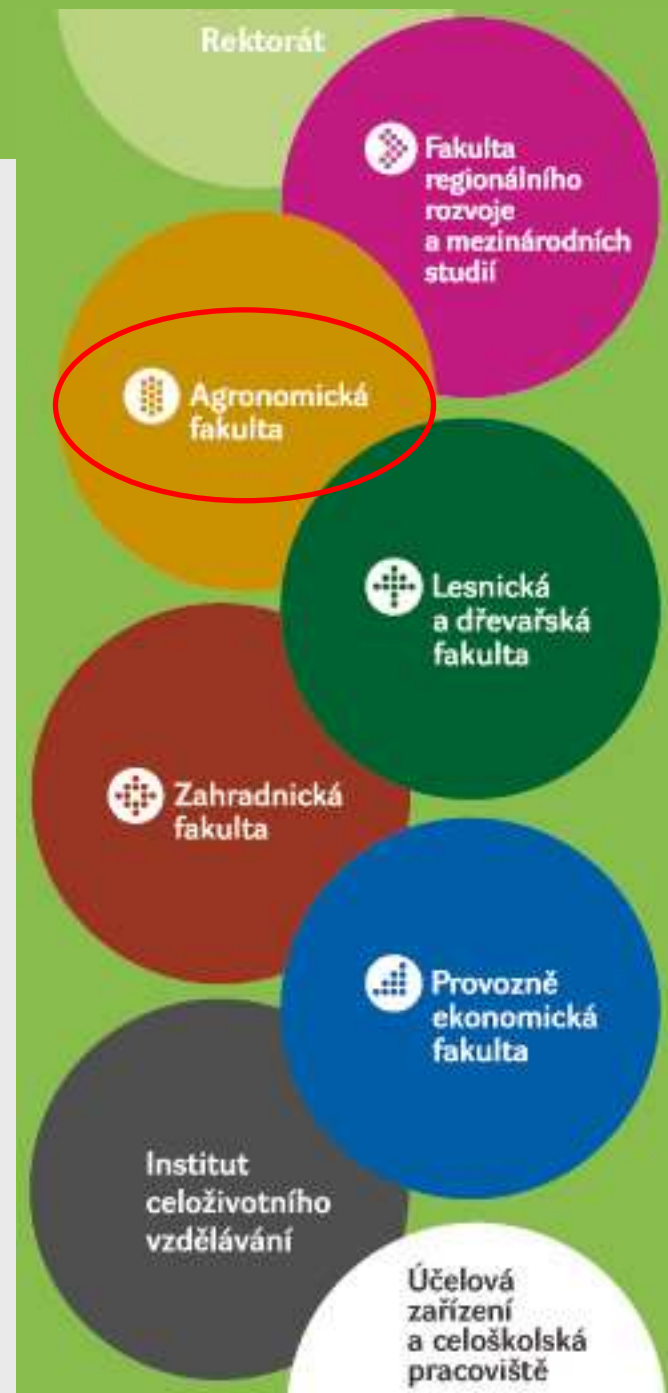 Rektorát
Fakulta
regionálního
rozvoje
a mezinárodních
studií
Agronomická
fakulta
Lesnická
a dřevařská
fakulta
Zahradnická
fakulta
Provozně
ekonomická
fakulta
Institut
celoživotního
vzdělávání
Účelová
zařízení
a celoškolská
pracoviště